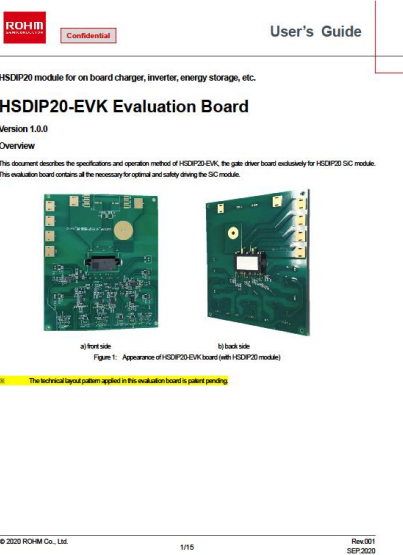 ROHM
SEMICONDUCTOR
Confidential
User's Guide
HSDIP20 module for on board charger, inverter, energy storage, etc.
HSDIP20-EVK Evaluation Board
Version 1.0.0
Overview
This document describes the specifications and operation method of HSDIP20-EVK, the gate driver board exclusively for HSDIP20 SiC module.
This evaluation board contains all the necessary for optimal and safety driving the SiC module.
a) front side
b) back side
Figure 1: Appearance of HSDIP20-EVK board (with HSDIP20 module)
※ The technical layout pattern applied in this evaluation board is patent pending.
© 2020 ROHM Co., Ltd.
1/15
Rev.001
SEP.2020